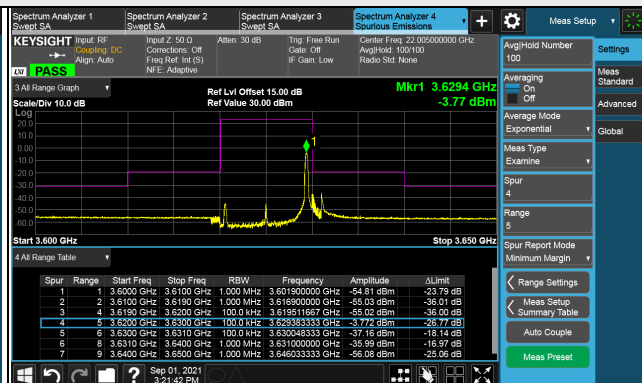 Spectrum Analyzer 1
Swept SA
Spectrum Analyzer 2
Swept SA
Spectrum Analyzer 3
Swept SA
Spectrum Analyzer 4
Spurious Emissions
Meas Setup
KEYSIGHT
Input: RF
Coupling: DC
Align: Auto
Input Z: 50 Ω
Corrections: Off
Freq Ref: Int (S)
NFE: Adaptive
Atten: 30 dB
Trig: Free Run
Gate: Off
IF Gain: Low
Center Freq: 22.005000000 GHz
Avg|Hold: 100/100
Radio Std: None
LXI PASS
3 All Range Graph
Scale/Div 10.0 dB
Ref Lvl Offset 15.00 dB
Ref Value 30.00 dBm
Mkr1 3.6294 GHz
-3.77 dBm
Log
20.0
10.0
0.00
-10.0
-20.0
-30.0
-40.0
-50.0
-60.0
1
Start 3.600 GHz
Stop 3.650 GHz
4 All Range Table
Spur Range Start Freq Stop Freq RBW Frequency Amplitude ΔLimit
1 1 3.6000 GHz 3.6100 GHz 1.000 MHz 3.601900000 GHz -54.81 dBm -23.79 dB
2 2 3.6100 GHz 3.6190 GHz 1.000 MHz 3.616900000 GHz -55.03 dBm -36.01 dB
3 4 3.6190 GHz 3.6200 GHz 100.0 kHz 3.619511667 GHz -55.02 dBm -36.00 dB
4 5 3.6200 GHz 3.6300 GHz 100.0 kHz 3.629383333 GHz -3.772 dBm -26.77 dB
5 6 3.6300 GHz 3.6310 GHz 100.0 kHz 3.630048333 GHz -37.16 dBm -18.14 dB
6 8 3.6310 GHz 3.6400 GHz 1.000 MHz 3.631000000 GHz -35.99 dBm -16.97 dB
7 9 3.6400 GHz 3.6500 GHz 1.000 MHz 3.646033333 GHz -56.08 dBm -25.06 dB
Avg|Hold Number
100
Averaging
On
Off
Average Mode
Exponential
Meas Type
Examine
Spur
4
Range
5
Spur Report Mode
Minimum Margin
Range Settings
Meas Setup
Summary Table
Auto Couple
Meas Preset
Settings
Meas
Standard
Advanced
Global
Sep 01, 2021
3:21:42 PM